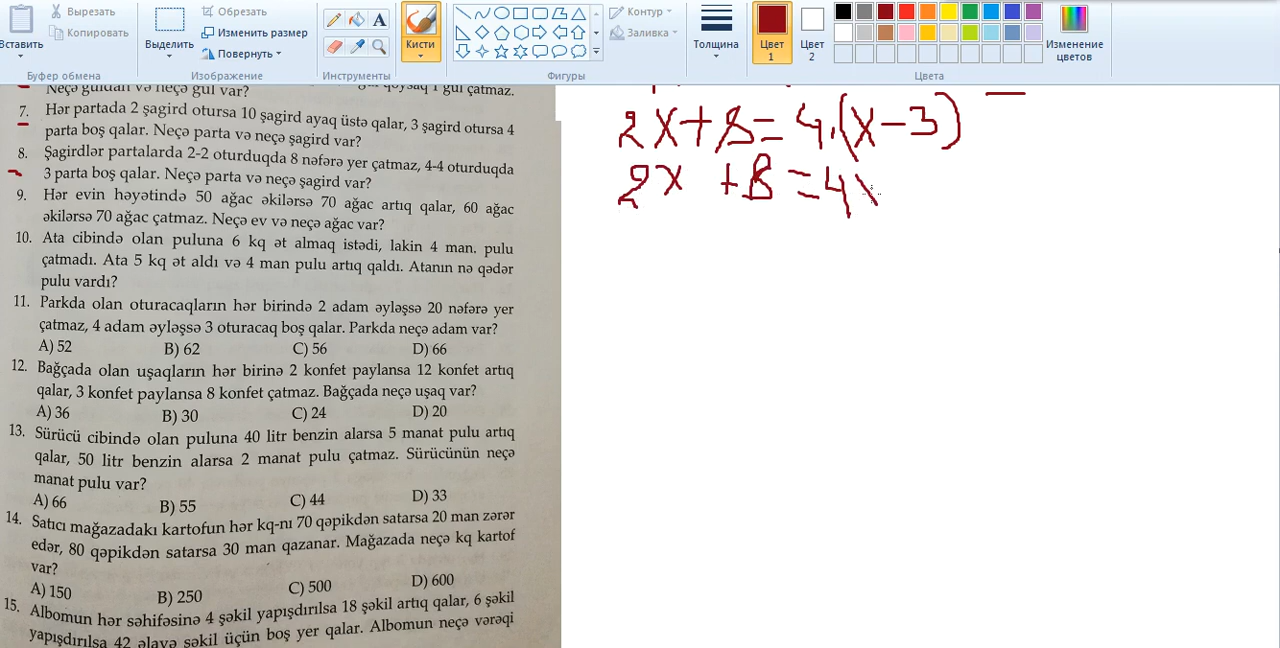 Вырезать
Обрезать
Контур
Копировать
Изменить размер
Заливка
Вставить
Выделить
Повернуть
Кисти
Толщина
Цвет 1
Цвет 2
Изменение цветов
Буфер обмена
Изображение
Инструменты
Фигуры
Цвета
Neçə güldan və neçə gül var? qoysaq 1 gül çatmaz.
7. Hər partada 2 şagird otursa 10 şagird ayaq üstə qalar, 3 şagird otursa 4
parta boş qalar. Neçə parta və neçə şagird var?
8. Şagirdlər partalarda 2-2 oturduqda 8 nəfərə yer çatmaz, 4-4 oturduqda
3 parta boş qalar. Neçə parta və neçə şagird var?
9. Hər evin həyətində 50 ağac əkilərsə 70 ağac artıq qalar, 60 ağac
əkilərsə 70 ağac çatmaz. Neçə ev və neçə ağac var?
10. Ata cibində olan puluna 6 kq ət almaq istədi, lakin 4 man. pulu
çatmadı. Ata 5 kq ət aldı və 4 man pulu artıq qaldı. Atanın nə qədər
pulu vardı?
11. Parkda olan oturacaqların hər birində 2 adam əyləşsə 20 nəfərə yer
çatmaz, 4 adam əyləşsə 3 oturacaq boş qalar. Parkda neçə adam var?
A) 52 B) 62 C) 56 D) 66
12. Bağçada olan uşaqların hər birinə 2 konfet paylansa 12 konfet artıq
qalar, 3 konfet paylansa 8 konfet çatmaz. Bağçada neçə uşaq var?
A) 36 B) 30 C) 24 D) 20
13. Sürücü cibində olan puluna 40 litr benzin alarsa 5 manat pulu artıq
qalar, 50 litr benzin alarsa 2 manat pulu çatmaz. Sürücünün neçə
manat pulu var?
A) 66 B) 55 C) 44 D) 33
14. Satıcı mağazadakı kartofun hər kq-nı 70 qəpikdən satarsa 20 man zərər
edər, 80 qəpikdən satarsa 30 man qazanar. Mağazada neçə kq kartof
var?
A) 150 B) 250 C) 500 D) 600
15. Albomun hər səhifəsinə 4 şəkil yapışdırılsa 18 şəkil artıq qalar, 6 şəkil
yapışdırılsa 42 əlavə şəkil üçün boş yer qalar. Albomun neçə vərəqi
2x+8=4.(x-3)
2x +8=4x